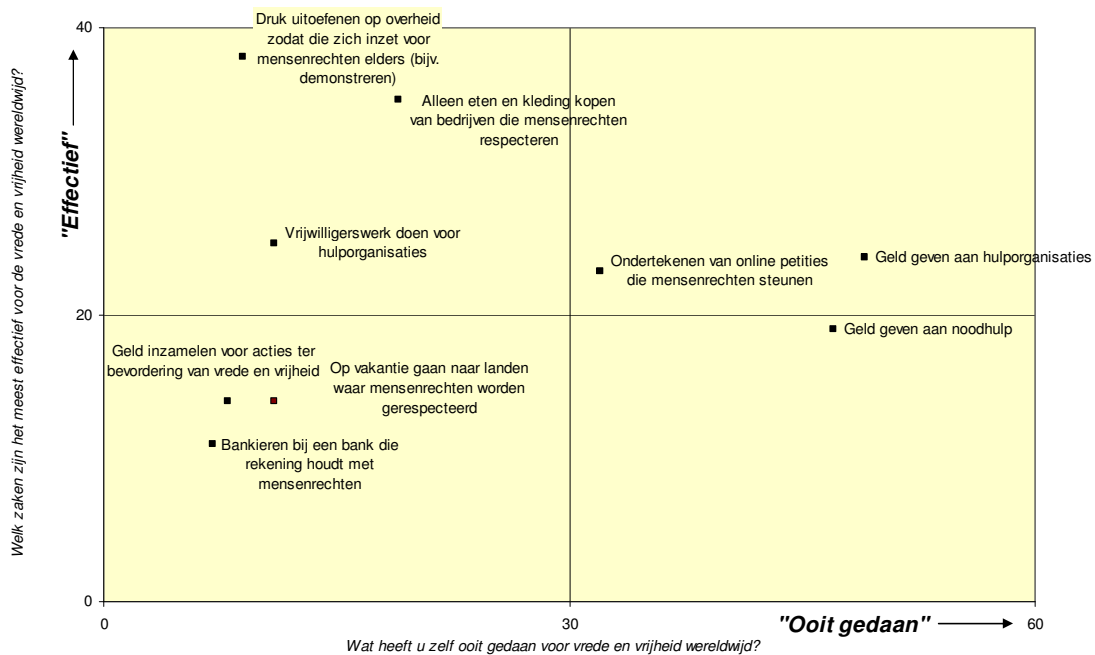 40
Druk uitoefenen op overheid
zodat die zich inzet voor
mensenrechten elders (bijv.
demonstreren)
Alleen eten en kleding kopen
van bedrijven die mensenrechten
respecteren
Welk zaken zijn het meest effectief voor de vrede en vrijheid wereldwijd?
"Effectief"
Vrijwilligerswerk doen voor
hulporganisaties
Ondertekenen van online petities
die mensenrechten steunen
Geld geven aan hulporganisaties
20
Geld geven aan noodhulp
Geld inzamelen voor acties ter
bevordering van vrede en vrijheid
Op vakantie gaan naar landen
waar mensenrechten worden
gerespecteerd
Bankieren bij een bank die
rekening houdt met
mensenrechten
0
0
30
"Ooit gedaan"
60
Wat heeft u zelf ooit gedaan voor vrede en vrijheid wereldwijd?